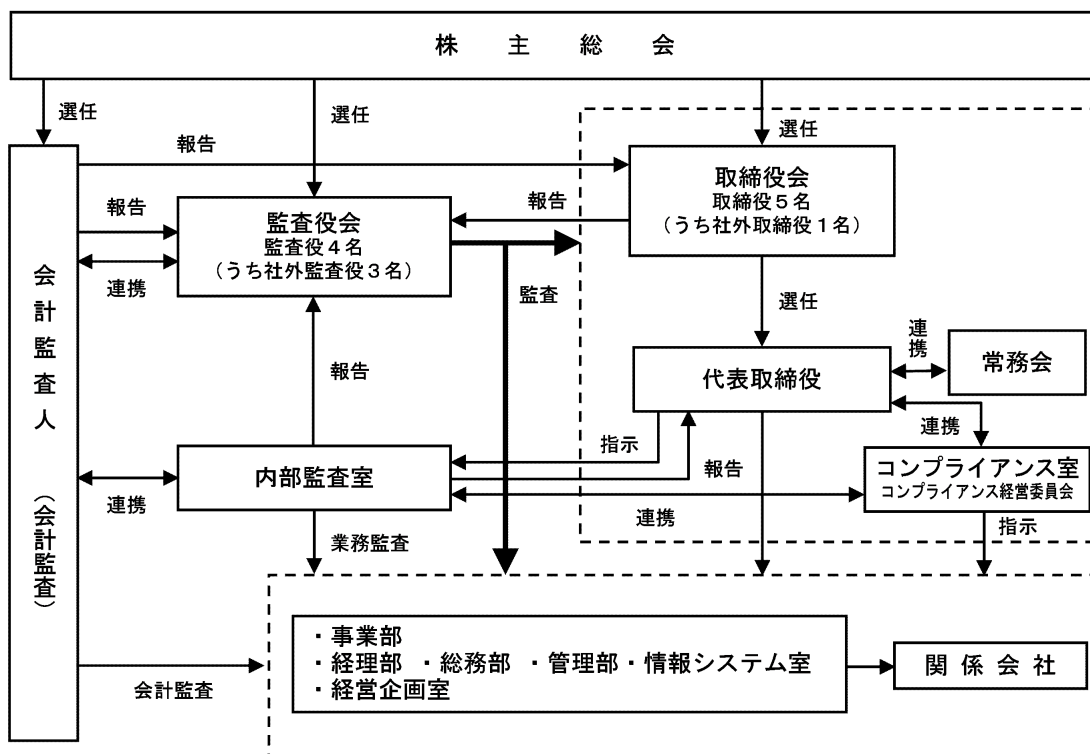 株主総会
選任
選任
選任
報告
取締役会
取締役5名
(うち社外取締役1名)
報告
報告
監査役会
監査役4名
(うち社外監査役3名)
連携
監査
選任
会計監査人
(会計監査)
連携
常務会
代表取締役
報告
連携
指示
報告
コンプライアンス室
コンプライアンス経営委員会
内部監査室
連携
連携
指示
業務監査
・事業部
・経理部 ・総務部 ・管理部・情報システム室
・経営企画室
関係会社
会計監査